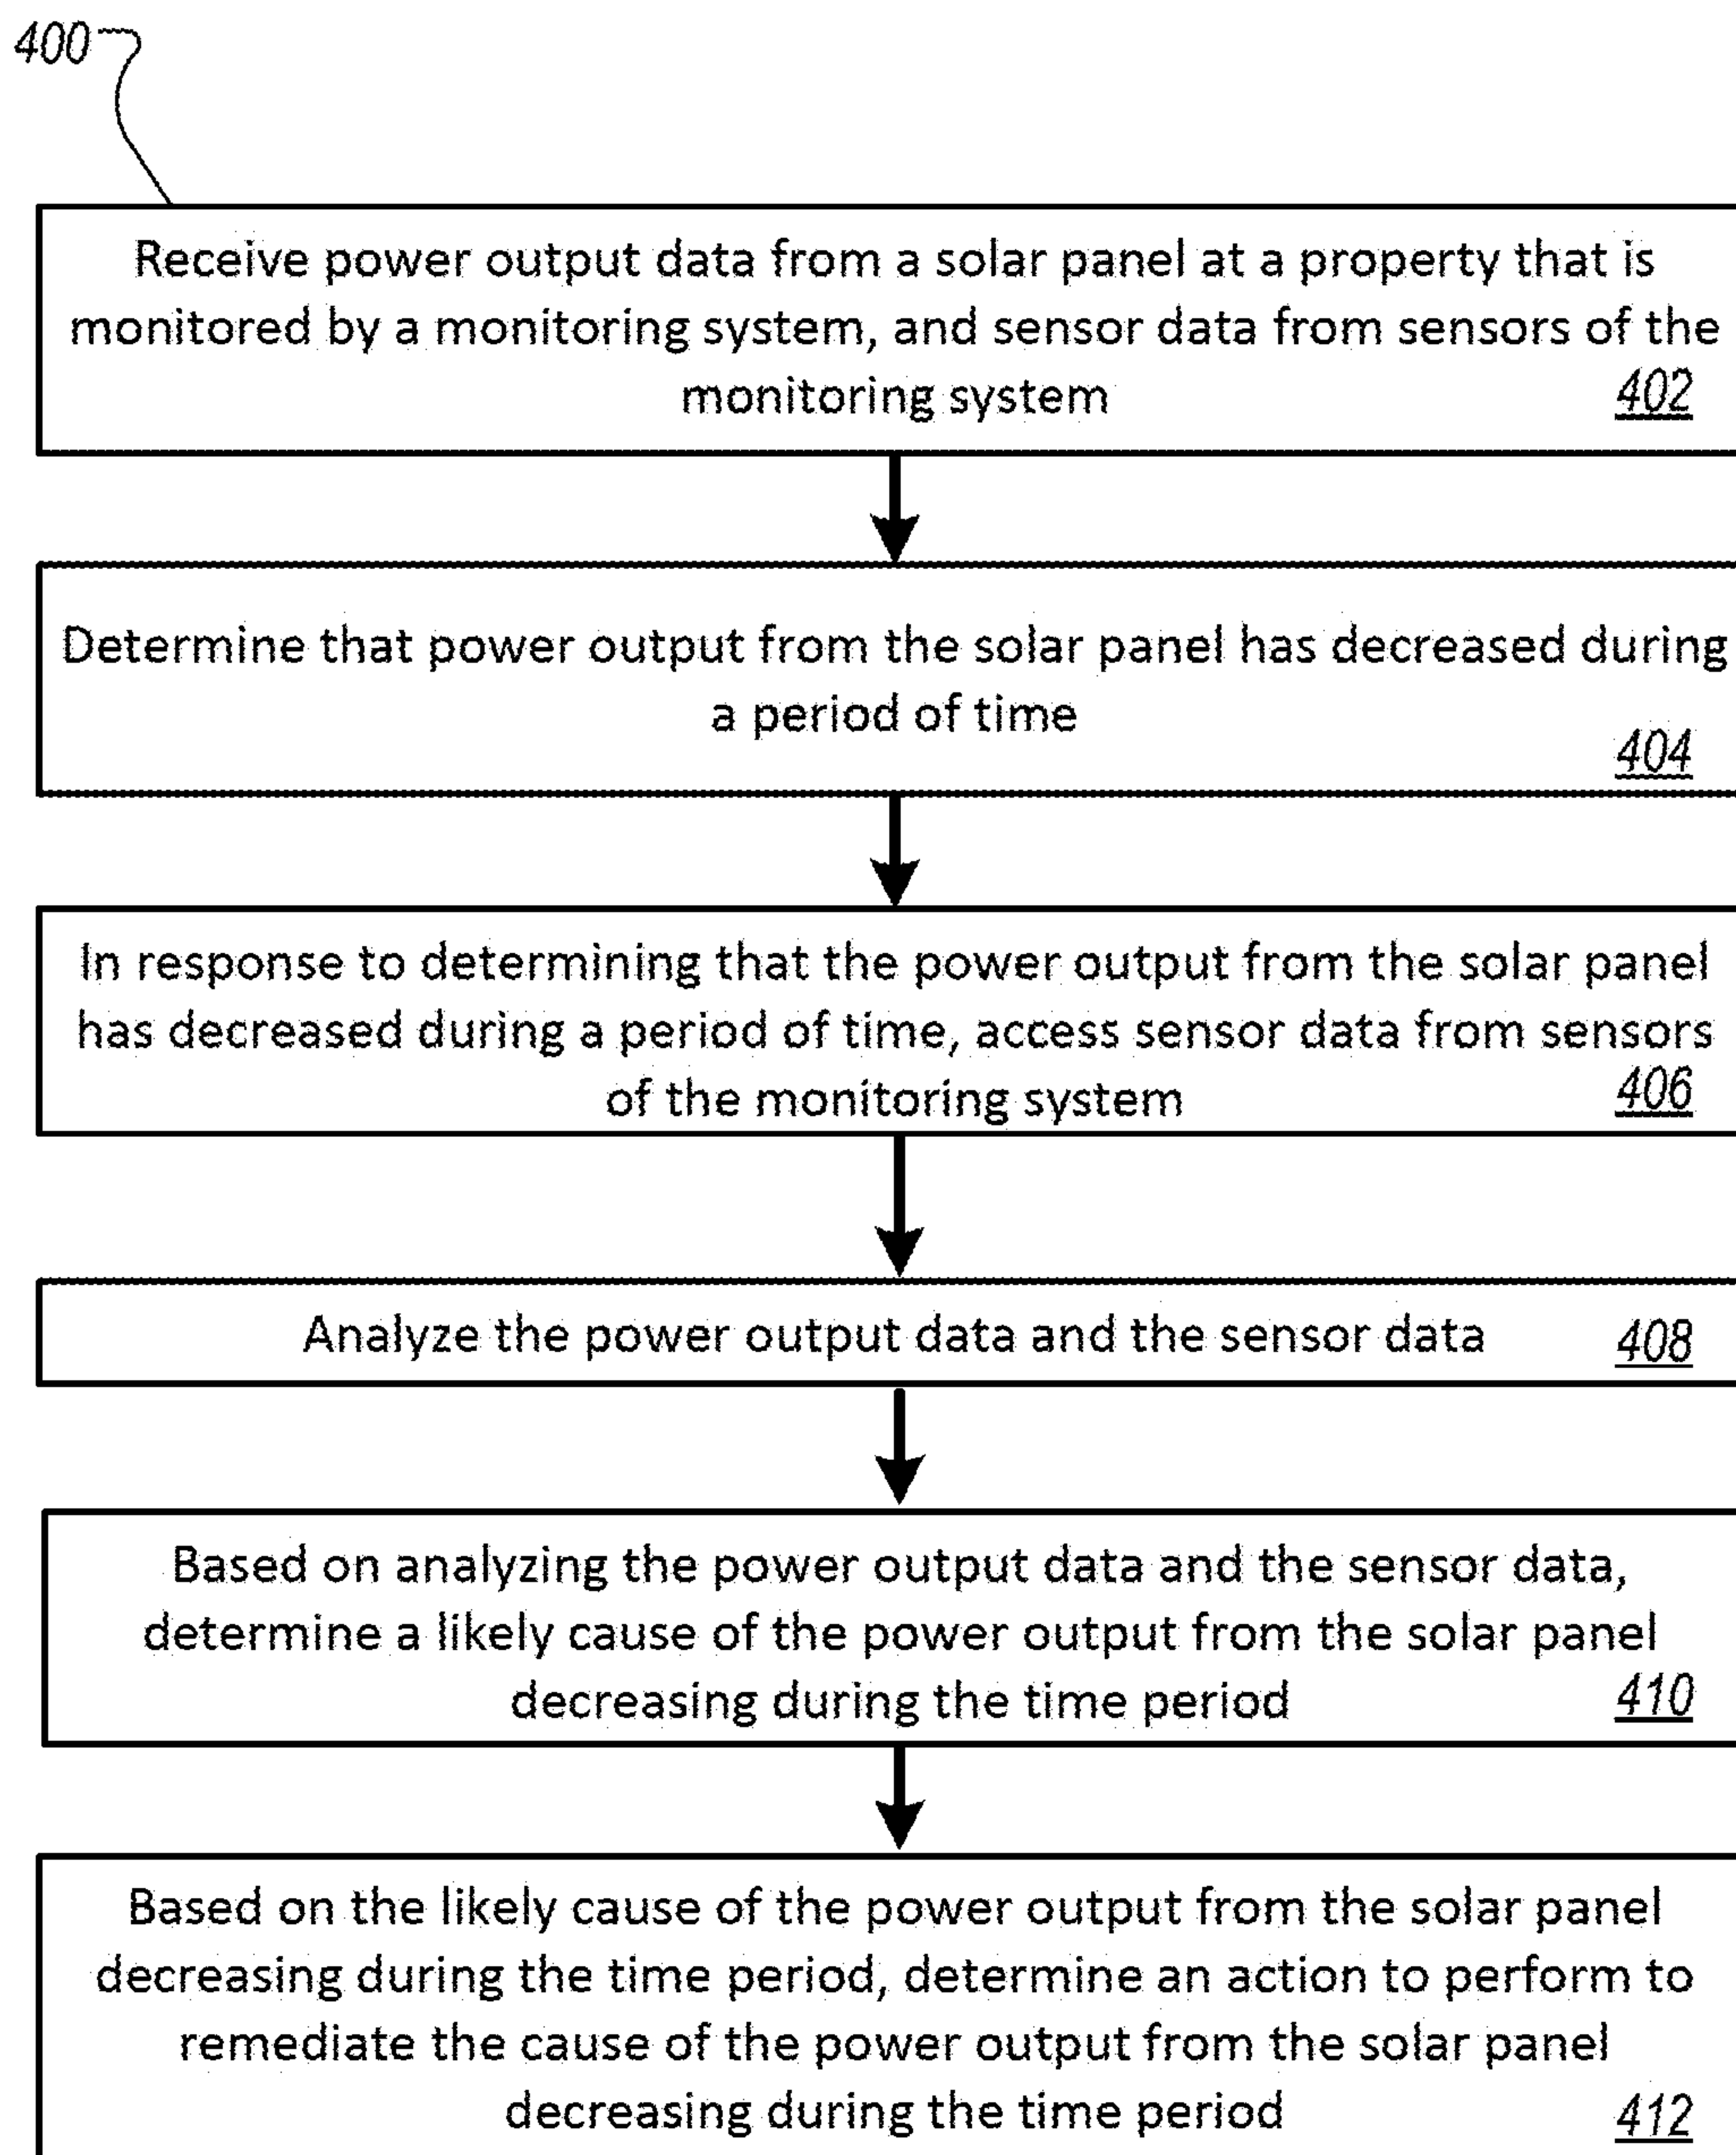 400
Receive power output data from a solar panel at a property that is
monitored by a monitoring system, and sensor data from sensors of the
monitoring system
402
Determine that power output from the solar panel has decreased during
a period of time
404
In response to determining that the power output from the solar panel
has decreased during a period of time, access sensor data from sensors
of the monitoring system
406
Analyze the power output data and the sensor data
408
Based on analyzing the power output data and the sensor data,
determine a likely cause of the power output from the solar panel
decreasing during the time period
410
Based on the likely cause of the power output from the solar panel
decreasing during the time period, determine an action to perform to
remediate the cause of the power output from the solar panel
decreasing during the time period
412